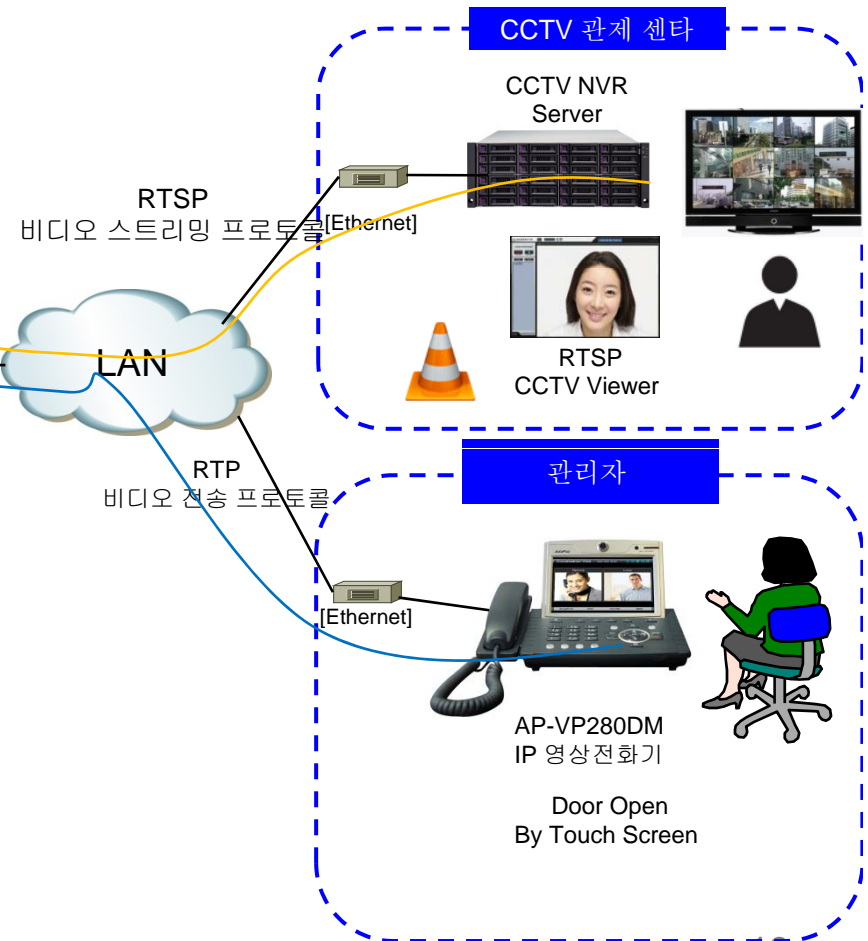 CCTV 관제 센타
CCTV NVR
Server
RTSP
비디오 스트리밍 프로토콜
[Ethernet]
RTSP
CCTV Viewer
LAN
RTP
비디오 전송 프로토콜
관리자
[Ethernet]
AP-VP280DM
IP 영상전화기
Door Open
By Touch Screen